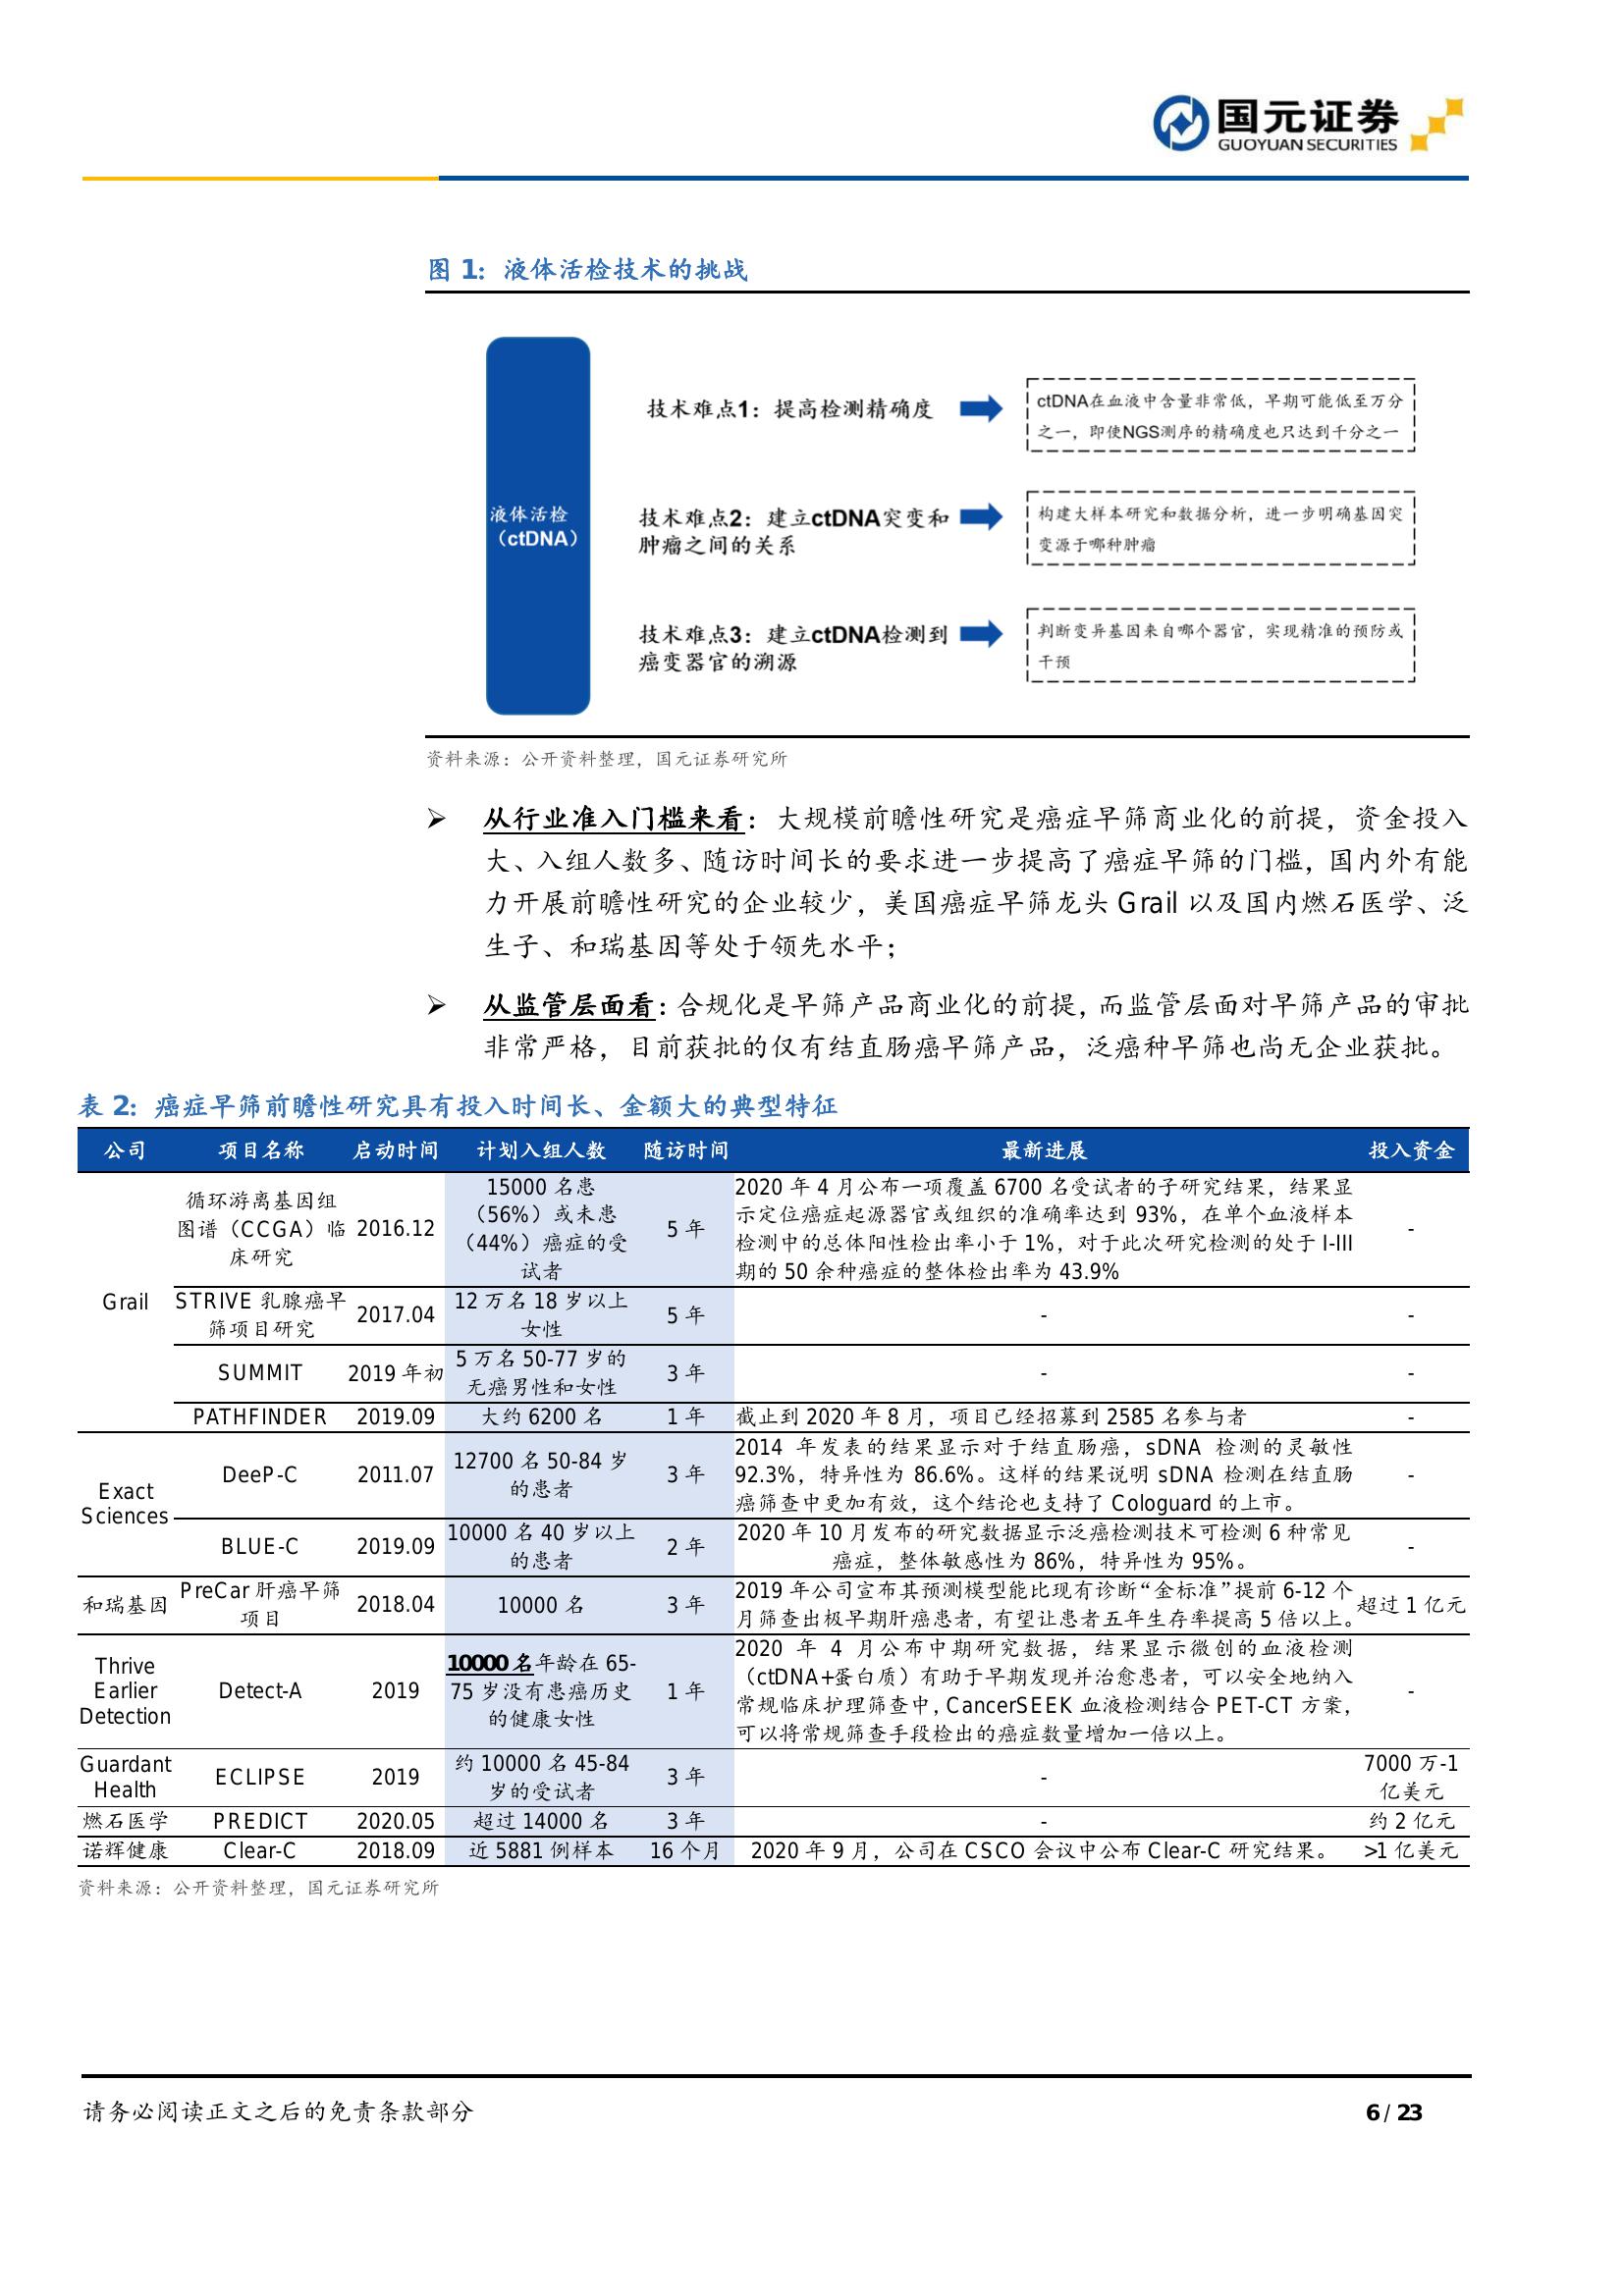 国元证券
GUOYUAN SECURITIES
图 1：液体活检技术的挑战
液体活检
（ctDNA）
技术难点1：提高检测精确度
ctDNA在血液中含量非常低，早期可能低至万分
之一，即使NGS测序的精确度也只达到千分之一
技术难点2：建立ctDNA突变和
肿瘤之间的关系
构建大样本研究和数据分析，进一步明确基因突
变源于哪种肿瘤
技术难点3：建立ctDNA检测到
癌变器官的溯源
判断变异基因来自哪个器官，实现精准的预防或
干预
资料来源：公开资料整理，国元证券研究所
➢ 从行业准入门槛来看：大规模前瞻性研究是癌症早筛商业化的前提，资金投入
大、入组人数多、随访时间长的要求进一步提高了癌症早筛的门槛，国内外有能
力开展前瞻性研究的企业较少，美国癌症早筛龙头 Grail 以及国内燃石医学、泛
生子、和瑞基因等处于领先水平；
➢ 从监管层面看：合规化是早筛产品商业化的前提，而监管层面对早筛产品的审批
非常严格，目前获批的仅有结直肠癌早筛产品，泛癌种早筛也尚无企业获批。
表 2：癌症早筛前瞻性研究具有投入时间长、金额大的典型特征
公司 项目名称 启动时间 计划入组人数 随访时间 最新进展 投入资金
Grail
循环游离基因组
图谱（CCGA）临
床研究
2016.12
15000 名患
（56%）或未患
（44%）癌症的受
试者
5 年
2020 年 4 月公布一项覆盖 6700 名受试者的子研究结果，结果显
示定位癌症起源器官或组织的准确率达到 93%，在单个血液样本
检测中的总体阳性检出率小于 1%，对于此次研究检测的处于 I-III
期的 50 余种癌症的整体检出率为 43.9%
-
STRIVE 乳腺癌早
筛项目研究
2017.04
12 万名 18 岁以上
女性
5 年
-
-
SUMMIT
2019 年初
5 万名 50-77 岁的
无癌男性和女性
3 年
-
-
PATHFINDER 2019.09 大约 6200 名 1 年 截止到 2020 年 8 月，项目已经招募到 2585 名参与者 -
Exact
Sciences
DeeP-C
2011.07
12700 名 50-84 岁
的患者
3 年
2014 年发表的结果显示对于结直肠癌，sDNA 检测的灵敏性
92.3%，特异性为 86.6%。这样的结果说明 sDNA 检测在结直肠
癌筛查中更加有效，这个结论也支持了 Cologuard 的上市。
-
BLUE-C
2019.09
10000 名 40 岁以上
的患者
2 年
2020 年 10 月发布的研究数据显示泛癌检测技术可检测 6 种常见
癌症，整体敏感性为 86%，特异性为 95%。
-
和瑞基因
PreCar 肝癌早筛
项目
2018.04
10000 名
3 年
2019 年公司宣布其预测模型能比现有诊断“金标准”提前 6-12 个
月筛查出极早期肝癌患者，有望让患者五年生存率提高 5 倍以上。
超过 1 亿元
Thrive
Earlier
Detection
Detect-A
2019
10000 名年龄在 65-
75 岁没有患癌历史
的健康女性
1 年
2020 年 4 月公布中期研究数据，结果显示微创的血液检测
（ctDNA+蛋白质）有助于早期发现并治愈患者，可以安全地纳入
常规临床护理筛查中，CancerSEEK 血液检测结合 PET-CT 方案，
可以将常规筛查手段检出的癌症数量增加一倍以上。
-
Guardant
Health
ECLIPSE
2019
约 10000 名 45-84
岁的受试者
3 年
-
7000 万-1
亿美元
燃石医学 PREDICT 2020.05 超过 14000 名 3 年 - 约 2 亿元
诺辉健康 Clear-C 2018.09 近 5881 例样本 16 个月 2020 年 9 月，公司在 CSCO 会议中公布 Clear-C 研究结果。 >1 亿美元
资料来源：公开资料整理，国元证券研究所
请务必阅读正文之后的免责条款部分 6 / 23